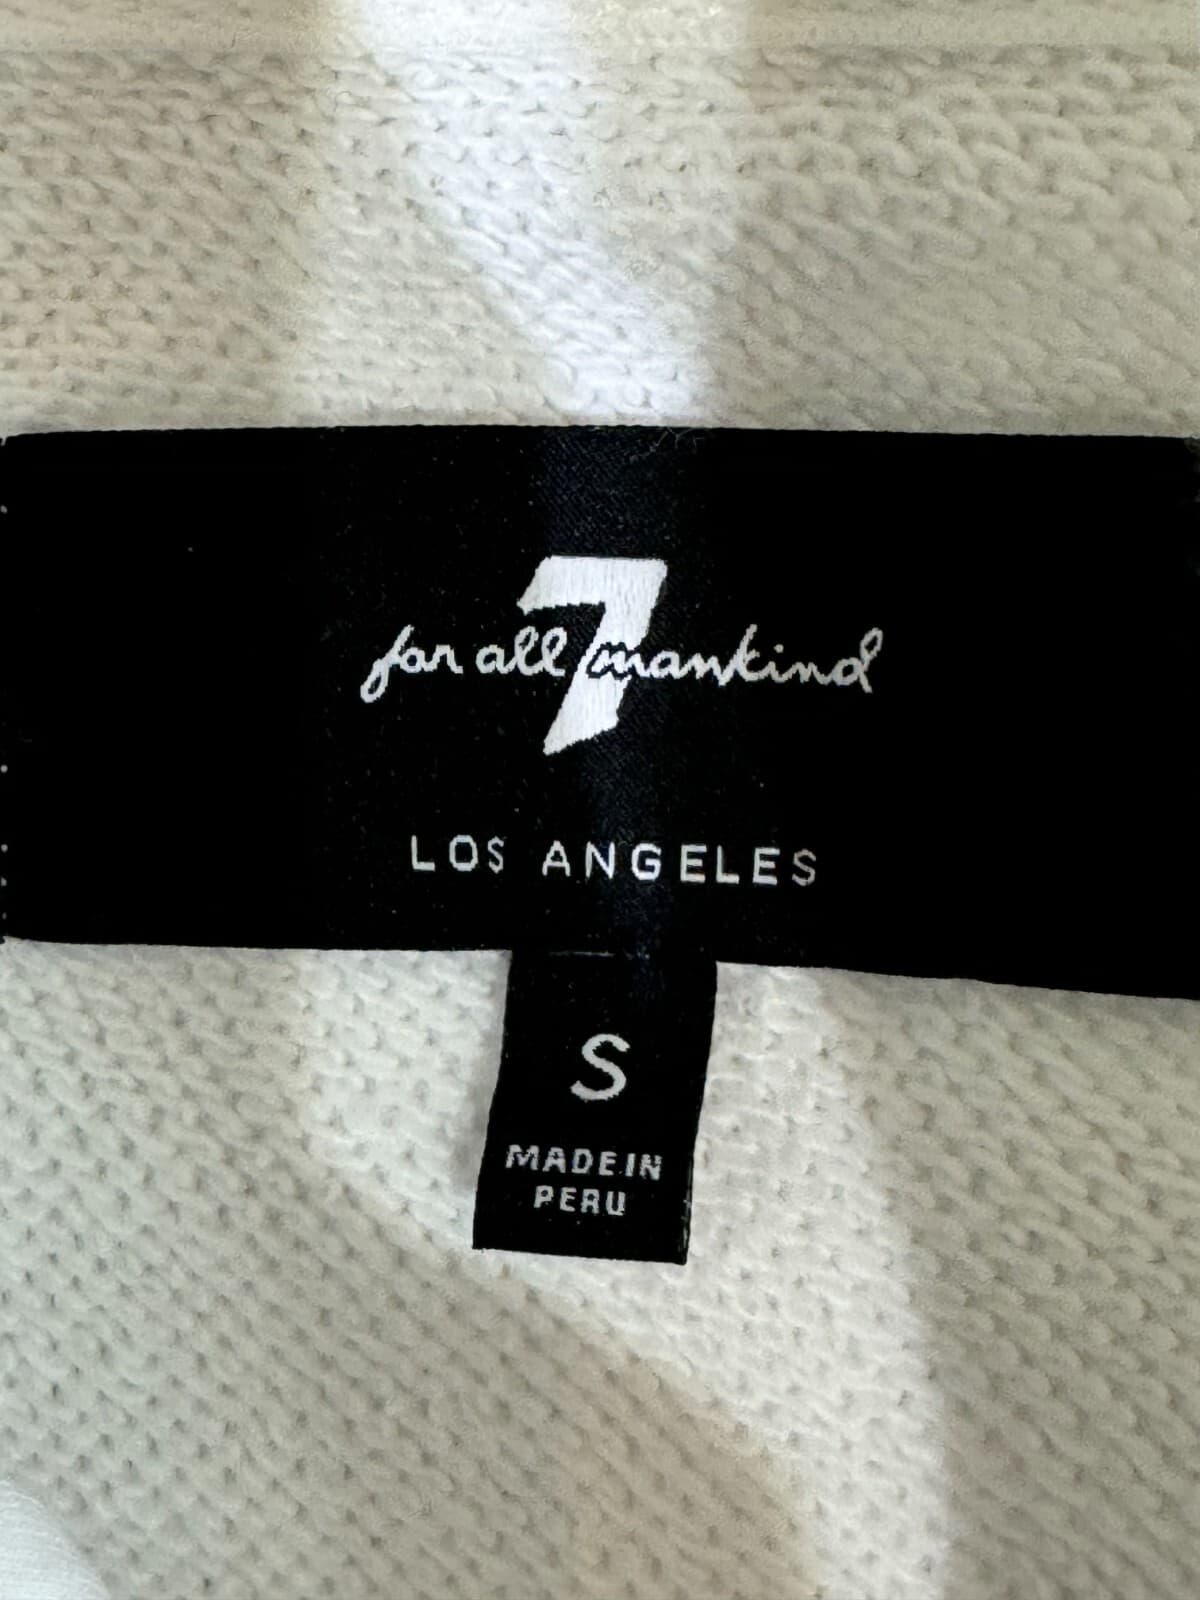 7
for all mankind
LOS ANGELES
S
MADE IN
PERU